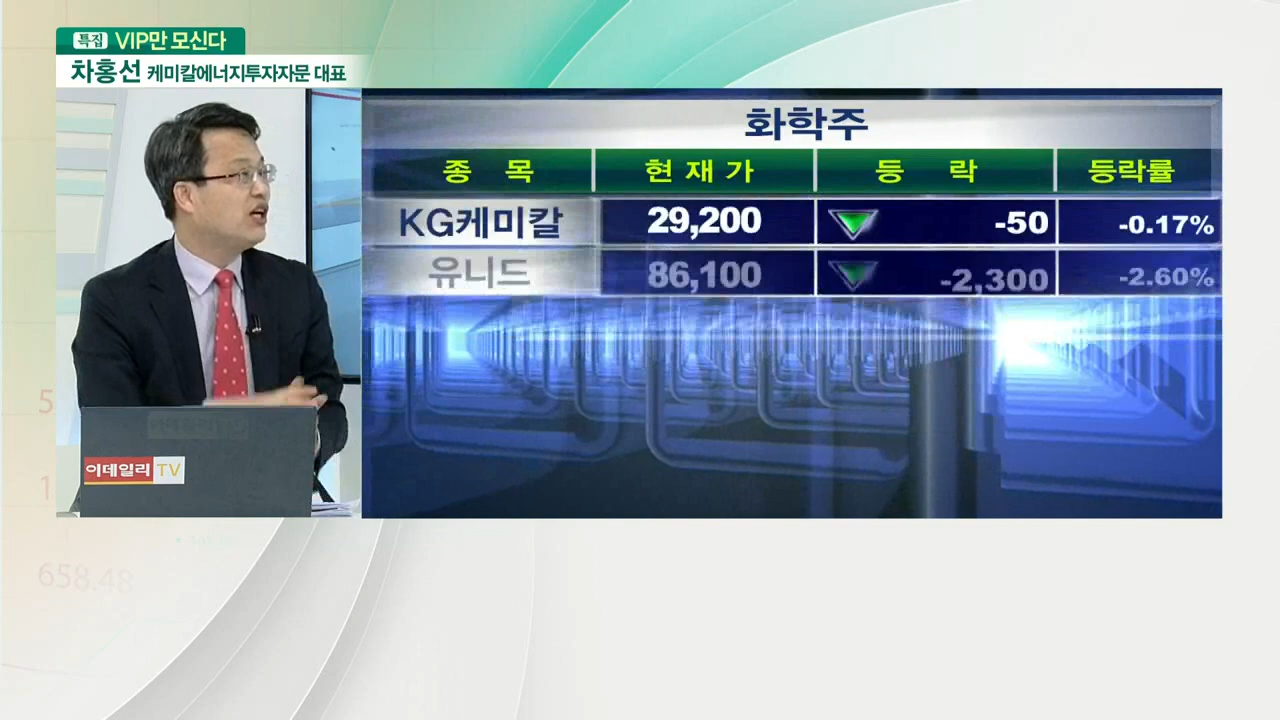 특집 VIP만 모신다
차홍선 케미칼에너지투자자문 대표
화학주
종 목 현 재 가 등 락 등락률
KG케미칼 29,200 -50 -0.17%
유니드 86,100 -2,300 -2.60%
이데일리 TV
658.48